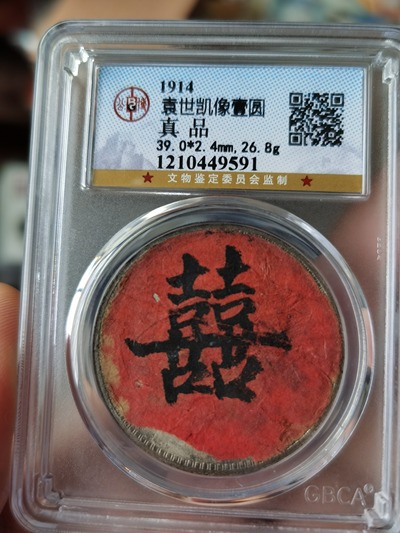 1914
袁世凯像壹圆
真品
39.0*2.4mm,26.8g
1210449591
★ 文物鉴定委员会监制 ★
囍
GBCA®